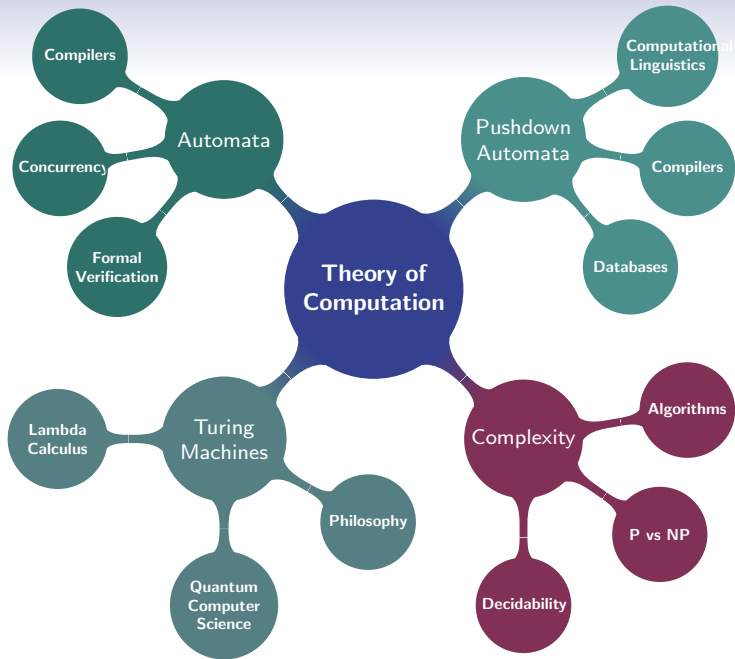 Compilers
Automata
Concurrency
Formal
Verification
Computational
Linguistics
Pushdown
Automata
Compilers
Databases
Theory of
Computation
Lambda
Calculus
Turing
Machines
Philosophy
Quantum
Computer
Science
Complexity
Algorithms
P vs NP
Decidability